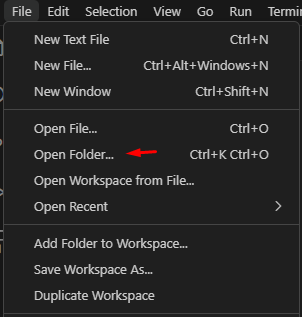 File Edit Selection View Go Run Termi
New Text File Ctrl+N
New File... Ctrl+Alt+Windows+N
New Window Ctrl+Shift+N
Open File... Ctrl+O
Open Folder... Ctrl+K Ctrl+O
Open Workspace from File...
Open Recent
Add Folder to Workspace...
Save Workspace As...
Duplicate Workspace